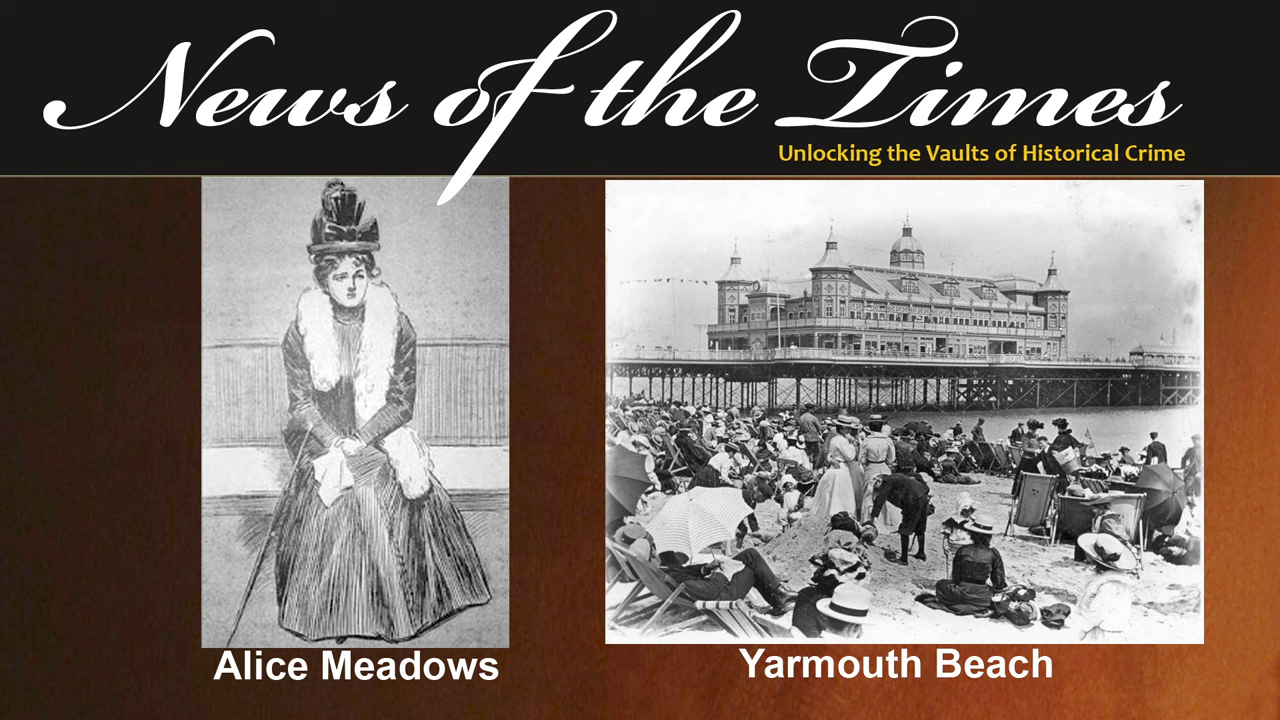 News of the Times
Unlocking the Vaults of Historical Crime
Alice Meadows
Yarmouth Beach